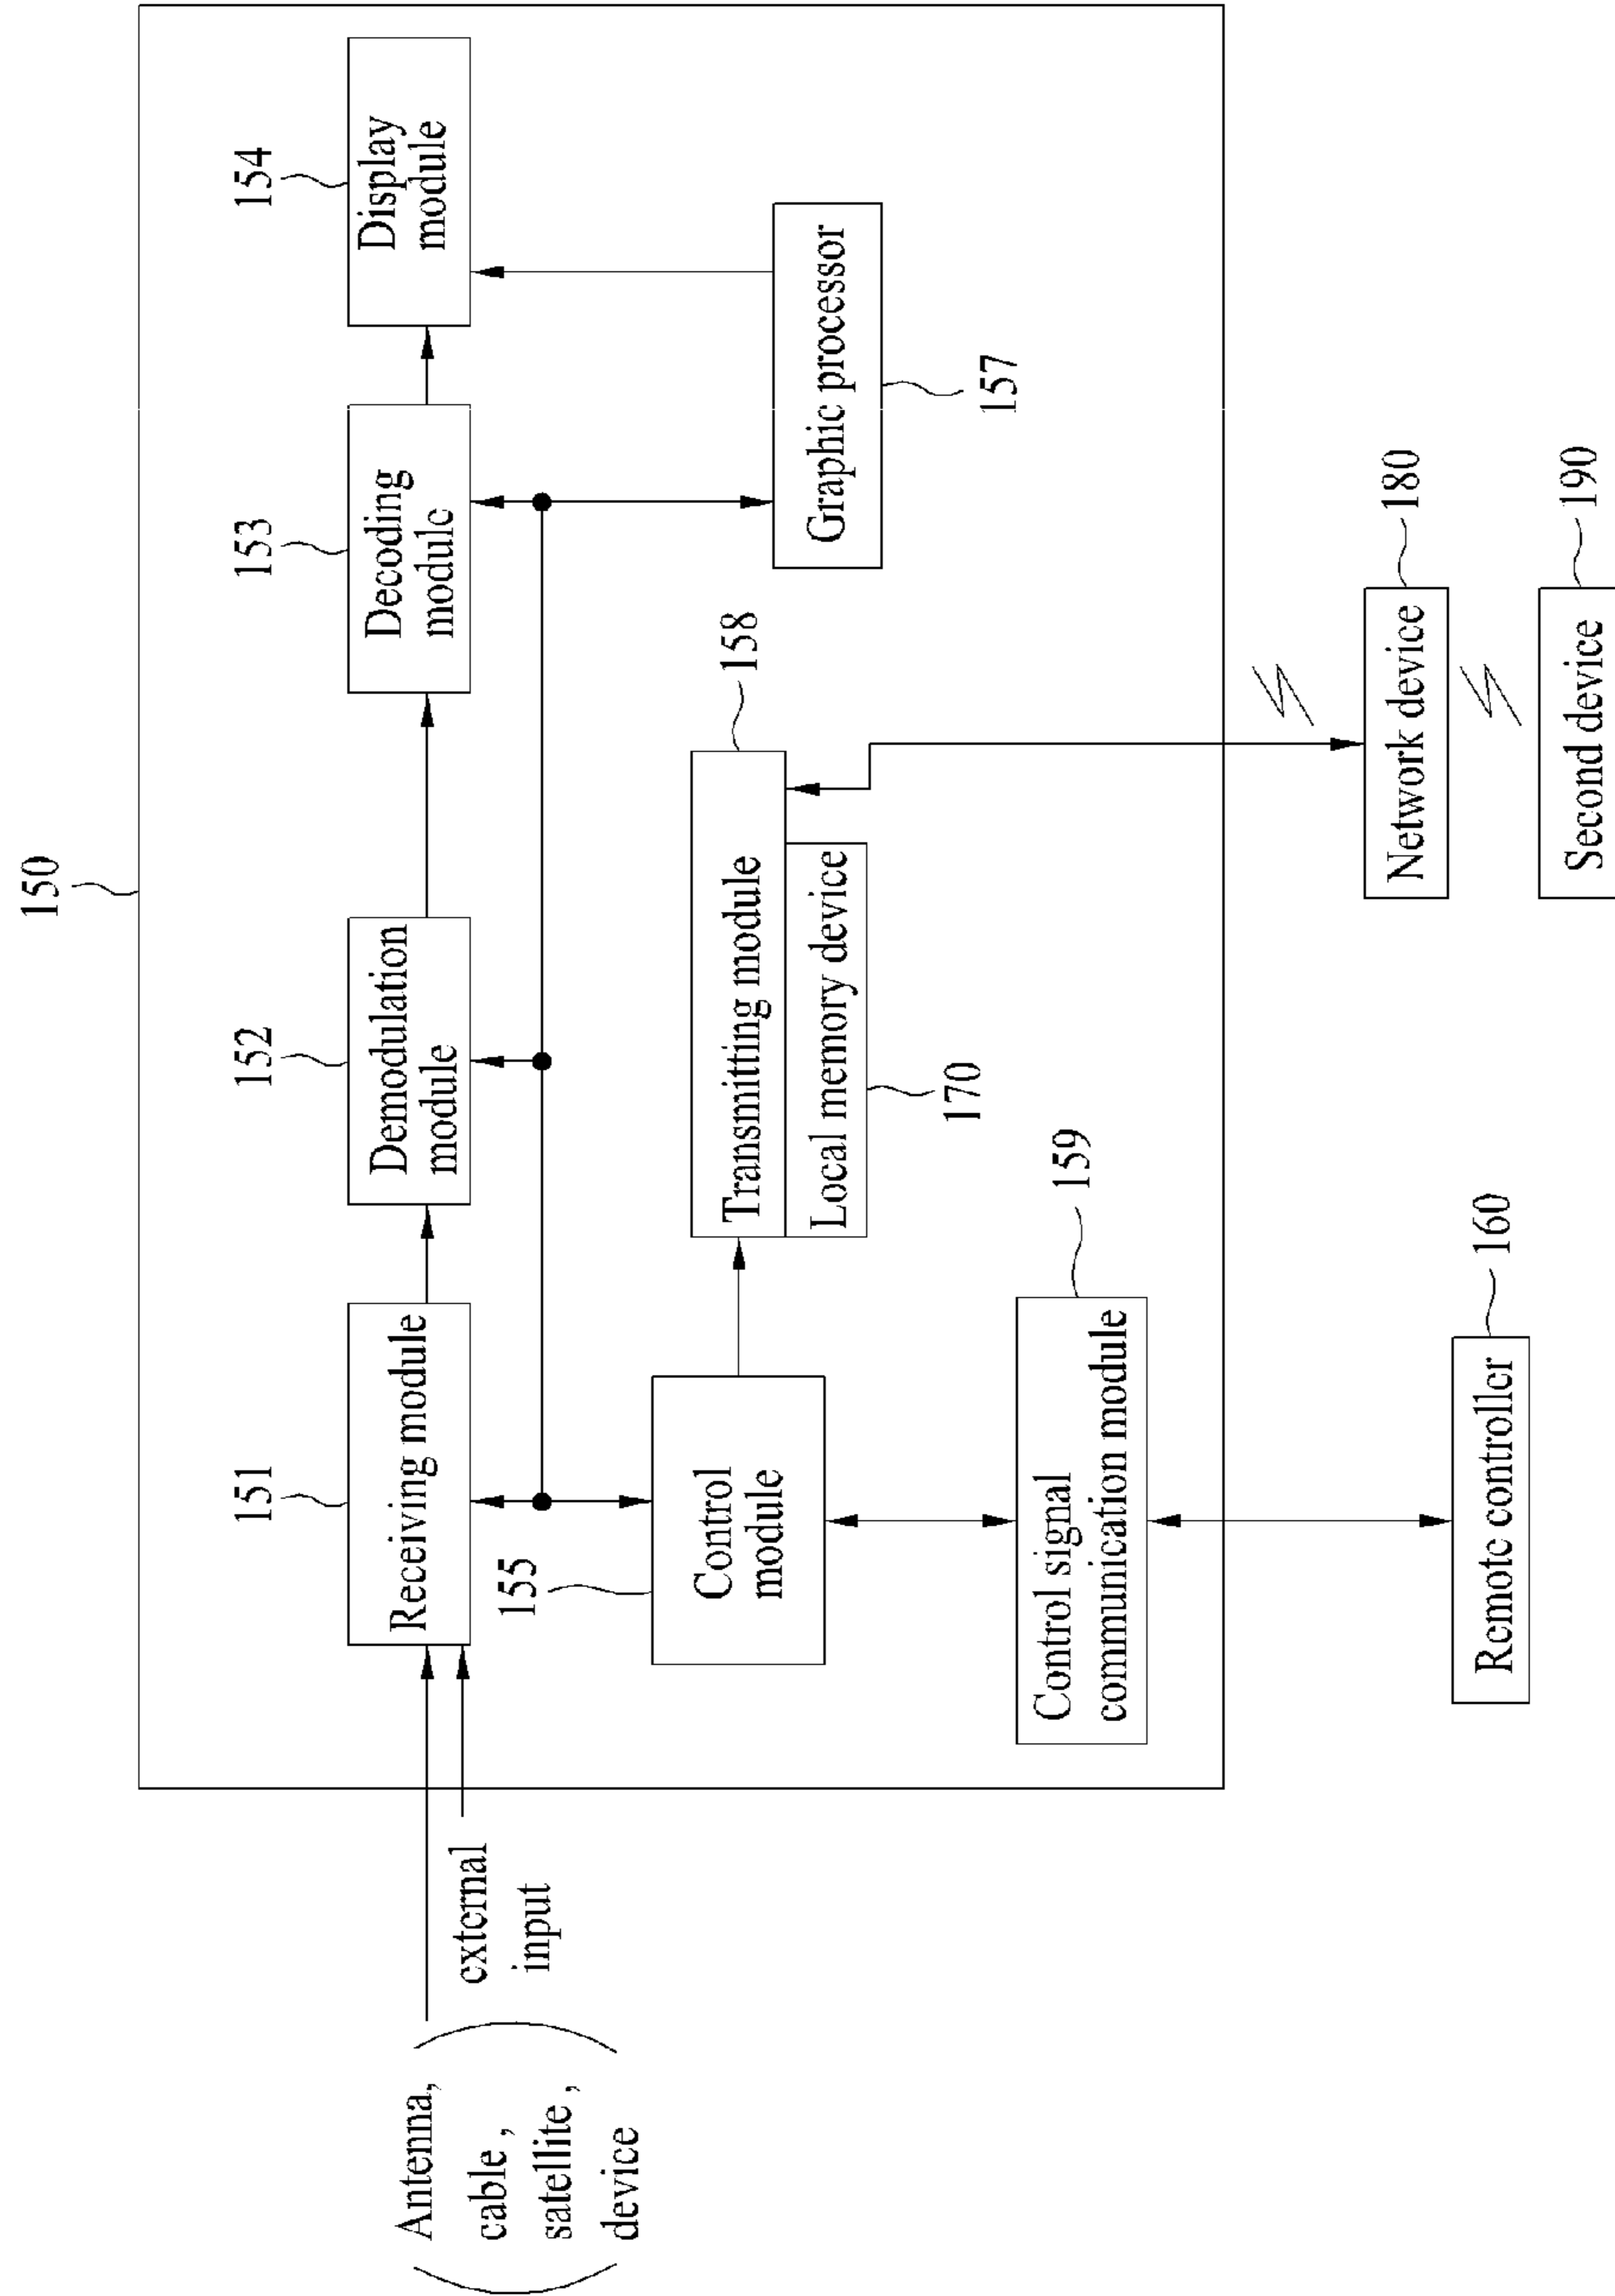 150
151
152
153
154
Receiving module
Demodulation
module
Decoding
module
Display
module
Antenna,
cable ,
satellite ,
device
external
input
155
Control
module
158
Transmitting module
Local memory device
170
Graphic processor
157
159
Control signal
communication module
180
Network device
160
Remote controller
190
Second device